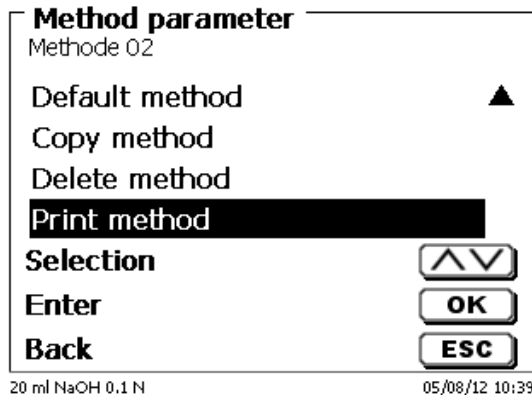 Method parameter
Methode 02
Default method
Copy method
Delete method
Print method
Selection
Enter OK
Back ESC
20 ml NaOH 0.1 N 05/08/12 10:39